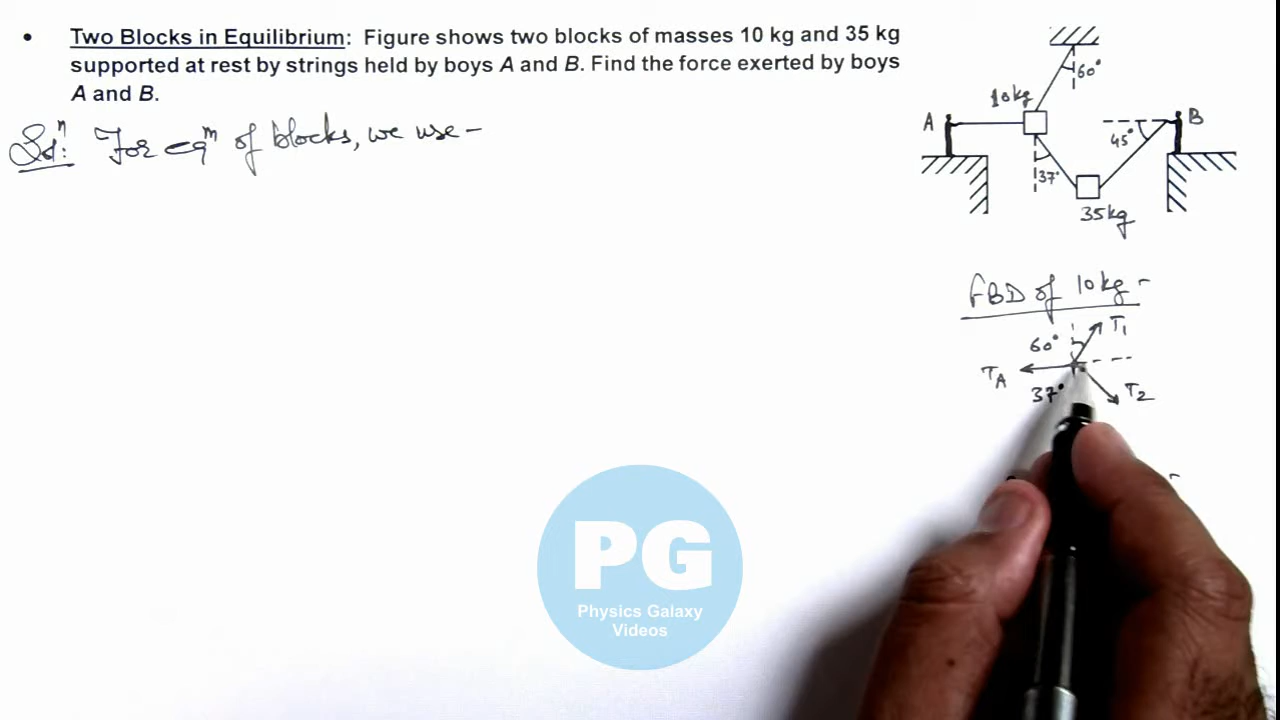 • Two Blocks in Equilibrium: Figure shows two blocks of masses 10 kg and 35 kg
supported at rest by strings held by boys A and B. Find the force exerted by boys
A and B.
Solⁿ: For eqᵐ of blocks, we use –
60°
10kg
A
B
45°
37°
35kg
FBD of 10kg –
T₁
60°
T_A
37°
T₂
PG
Physics Galaxy
Videos